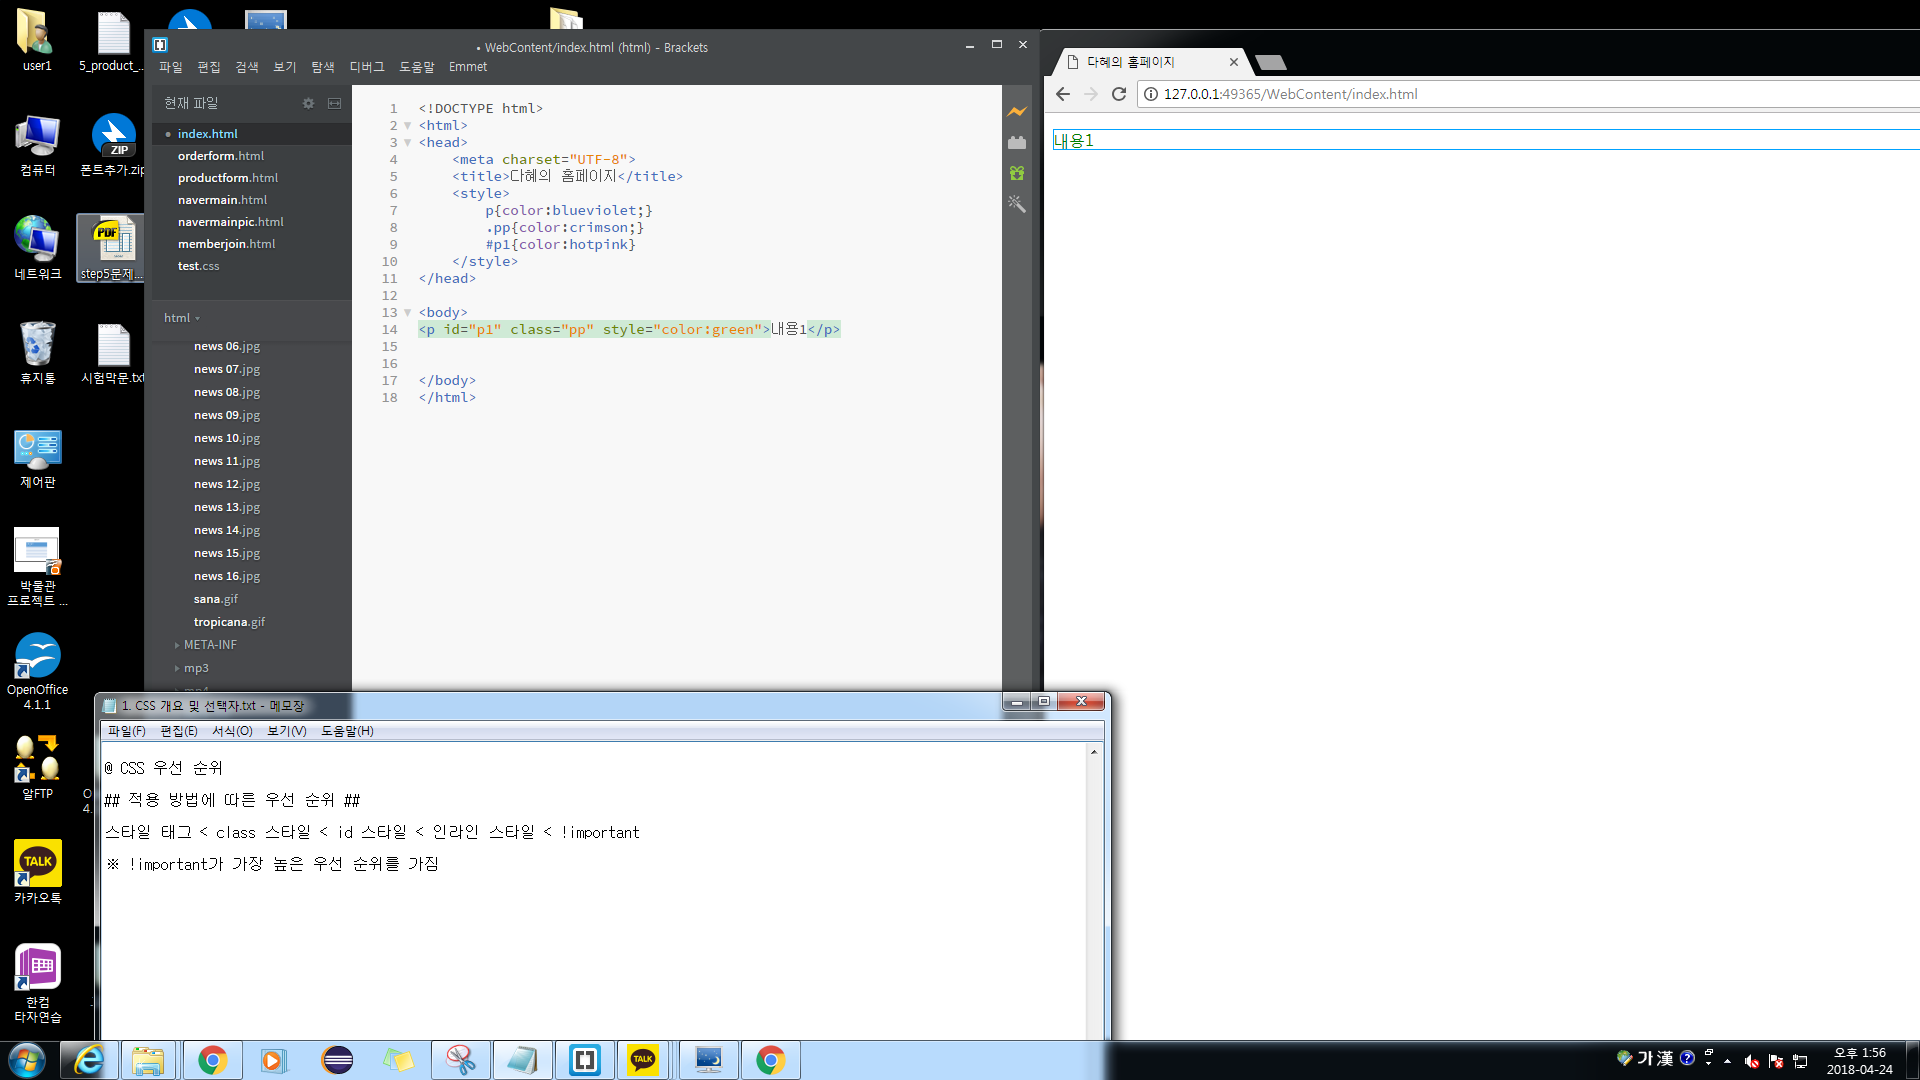 user1
5_product_...
컴퓨터
폰트추가.zip
네트워크
step5문제...
휴지통
시험막문.txt
제어판
박물관
프로젝트 ...
OpenOffice
4.1.1
알FTP
카카오톡
한컴
타자연습
• WebContent/index.html (html) - Brackets
파일 편집 검색 보기 탐색 디버그 도움말 Emmet
현재 파일
index.html
orderform.html
productform.html
navermain.html
navermainpic.html
memberjoin.html
test.css
html
news 06.jpg
news 07.jpg
news 08.jpg
news 09.jpg
news 10.jpg
news 11.jpg
news 12.jpg
news 13.jpg
news 14.jpg
news 15.jpg
news 16.jpg
sana.gif
tropicana.gif
META-INF
mp3
mp4
1 <!DOCTYPE html>
2 <html>
3 <head>
4 <meta charset="UTF-8">
5 <title>다혜의 홈페이지</title>
6 <style>
7 p{color:blueviolet;}
8 .pp{color:crimson;}
9 #p1{color:hotpink}
10 </style>
11 </head>
12
13 <body>
14 <p id="p1" class="pp" style="color:green">내용1</p>
15
16
17 </body>
18 </html>
다혜의 홈페이지
127.0.0.1:49365/WebContent/index.html
내용1
1. CSS 개요 및 선택자.txt - 메모장
파일(F) 편집(E) 서식(O) 보기(V) 도움말(H)
@ CSS 우선 순위
## 적용 방법에 따른 우선 순위 ##
스타일 태그 < class 스타일 < id 스타일 < 인라인 스타일 < !important
※ !important가 가장 높은 우선 순위를 가짐
가 漢
오후 1:56
2018-04-24